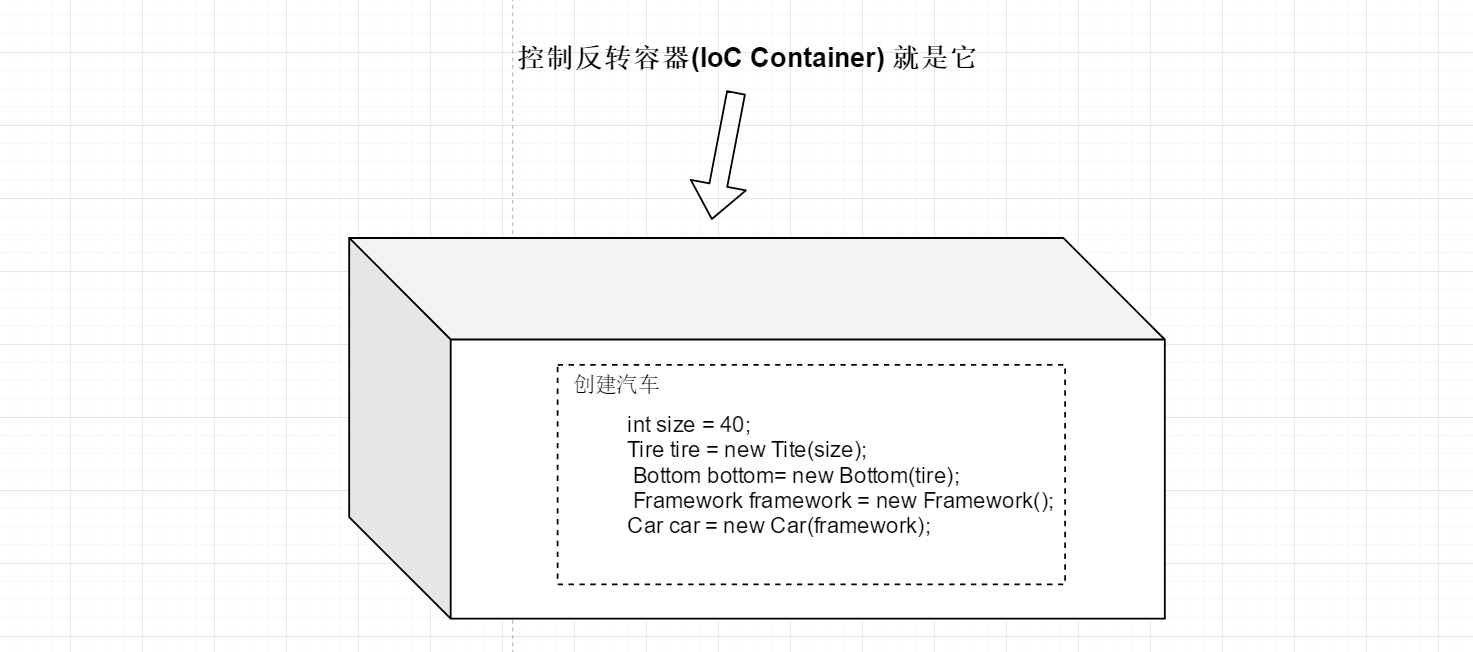 控制反转容器(IoC Container) 就是它
创建汽车
int size = 40;
Tire tire = new Tite(size);
Bottom bottom= new Bottom(tire);
Framework framework = new Framework();
Car car = new Car(framework);